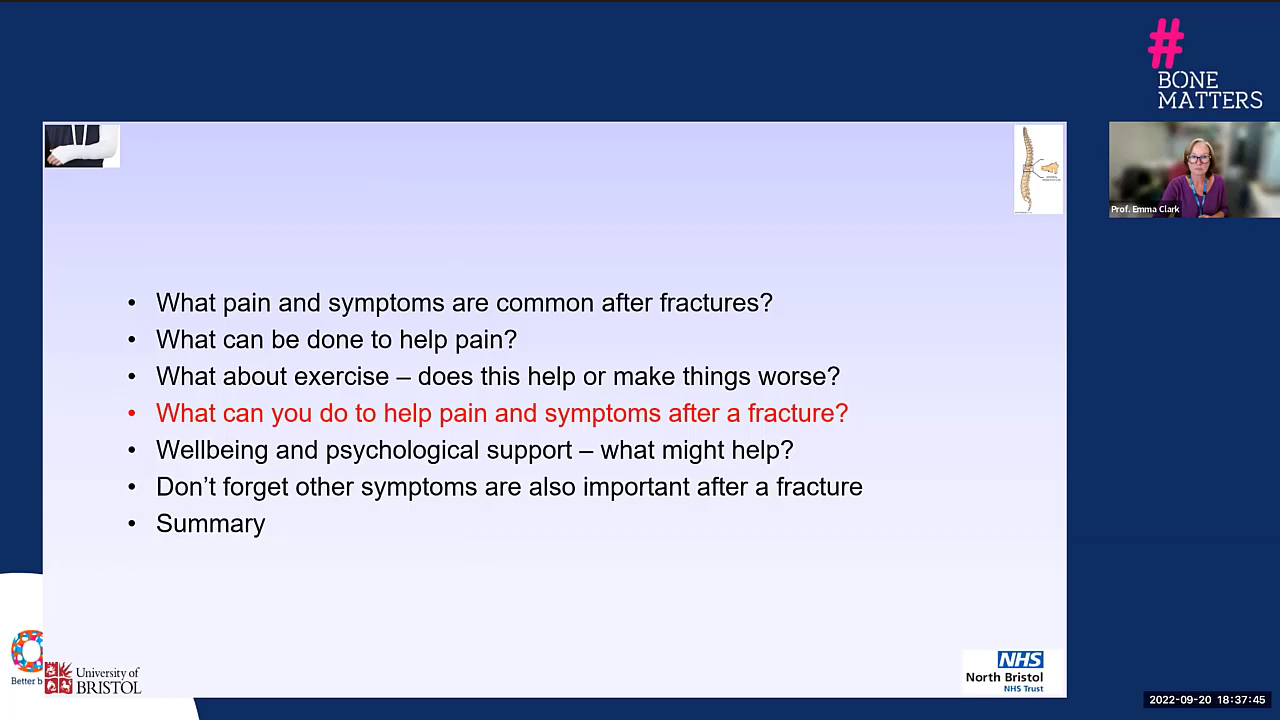 #
BONE
MATTERS
Prof. Emma Clark
• What pain and symptoms are common after fractures?
• What can be done to help pain?
• What about exercise – does this help or make things worse?
• What can you do to help pain and symptoms after a fracture?
• Wellbeing and psychological support – what might help?
• Don’t forget other symptoms are also important after a fracture
• Summary
Better b
University of
BRISTOL
NHS
North Bristol
NHS Trust
2022-09-20 18:37:45